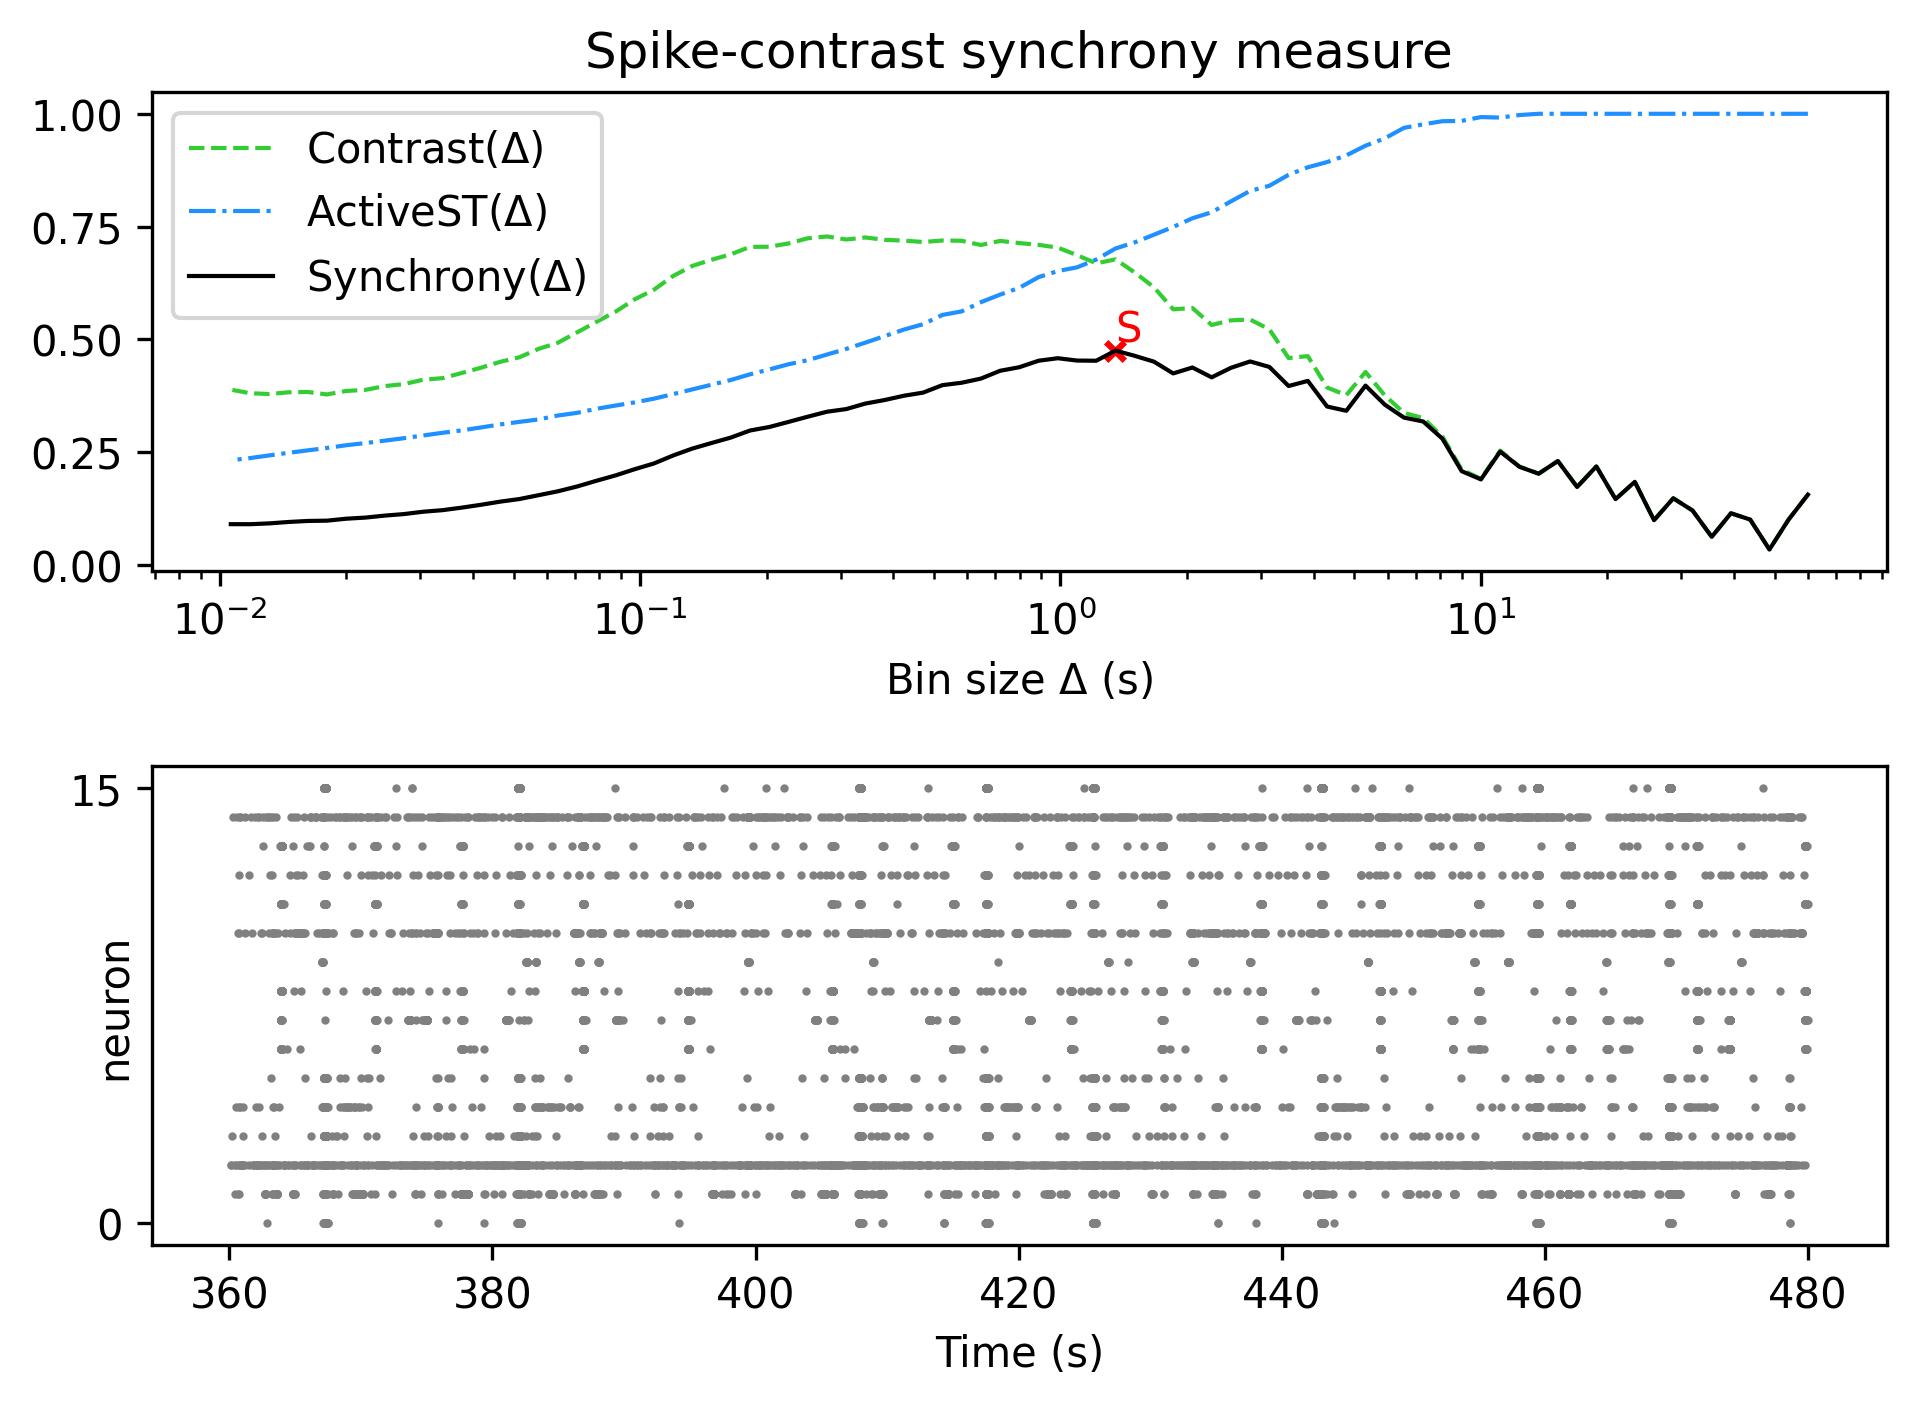 Spike-contrast synchrony measure
1.00
0.75
0.50
0.25
0.00
Contrast(Δ)
ActiveST(Δ)
Synchrony(Δ)
S
10⁻² 10⁻¹ 10⁰ 10¹
Bin size Δ (s)
15
0
neuron
360 380 400 420 440 460 480
Time (s)